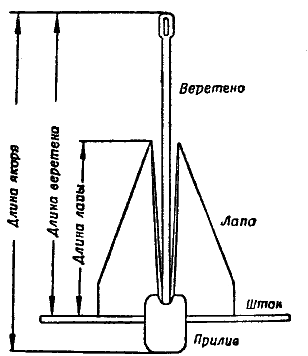 Длина якоря
Длина веретена
Длина лапы
Веретено
Лапа
Шток
Прилив